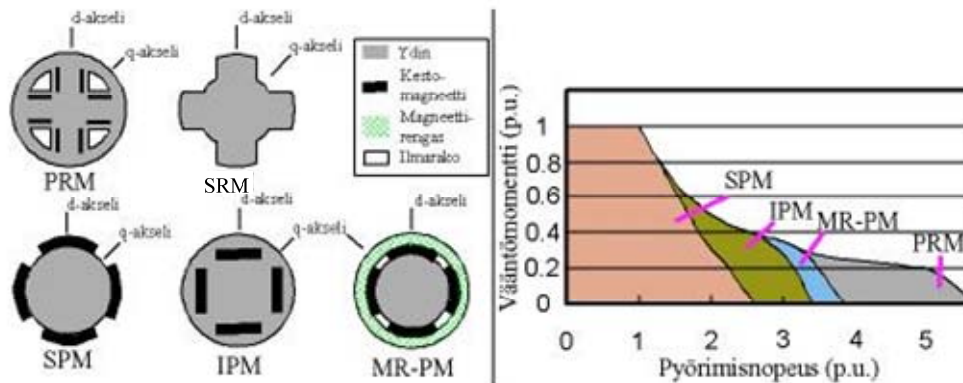 d-akseli
q-akseli
PRM
d-akseli
q-akseli
SRM
Ydin
Kesto-
magneetti
Magneetti-
rengas
Ilmarako
d-akseli
q-akseli
SPM
d-akseli
q-akseli
IPM
d-akseli
MR-PM
Vääntömomentti (p.u.)
1
0.8
0.6
0.4
0.2
0
SPM
IPM
MR-PM
PRM
0 1 2 3 4 5
Pyörimisnopeus (p.u.)